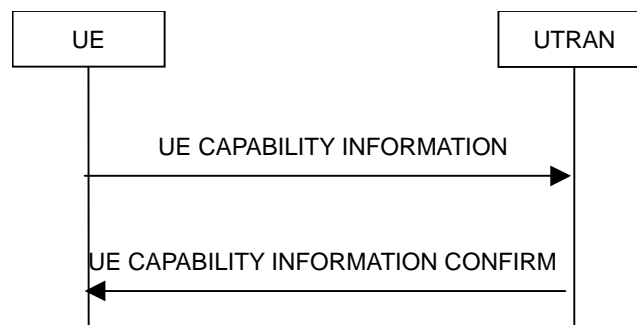 UE
UTRAN
UE CAPABILITY INFORMATION
UE CAPABILITY INFORMATION CONFIRM